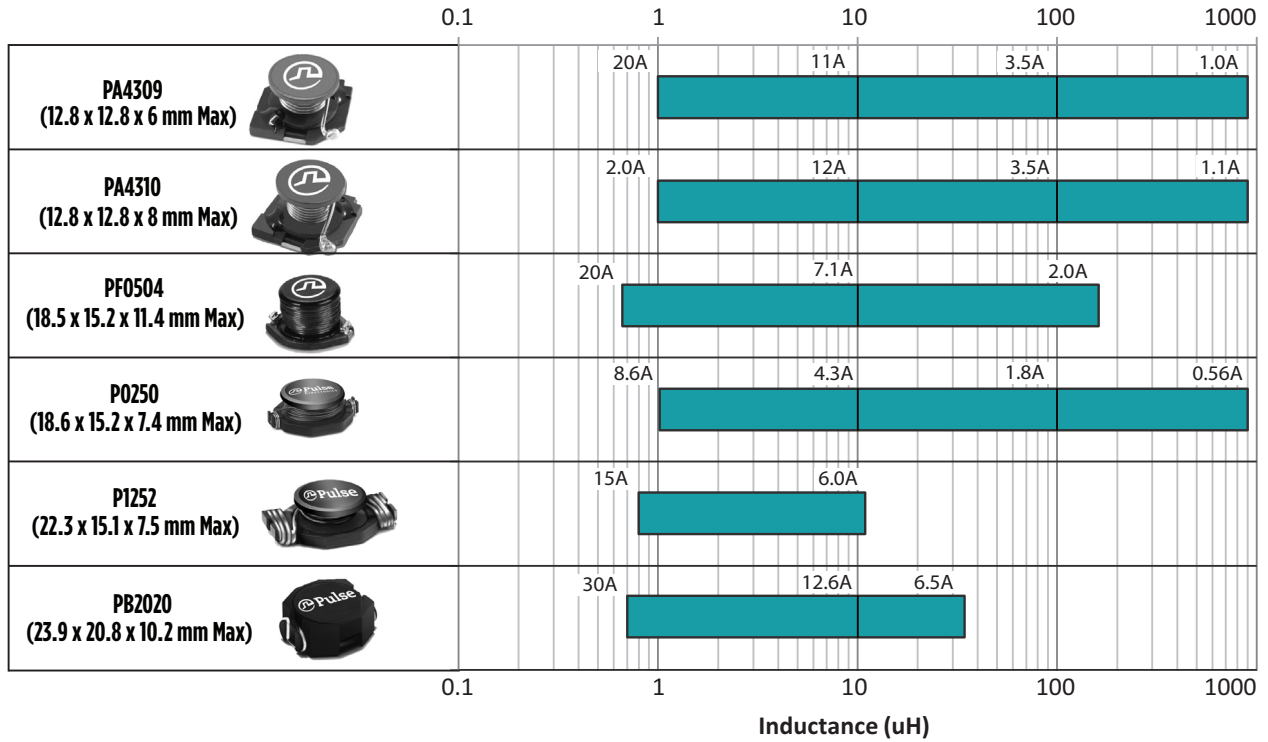 0.1 1 10 100 1000
PA4309
(12.8 x 12.8 x 6 mm Max)
20A 11A 3.5A 1.0A
PA4310
(12.8 x 12.8 x 8 mm Max)
2.0A 12A 3.5A 1.1A
PF0504
(18.5 x 15.2 x 11.4 mm Max)
20A 7.1A 2.0A
P0250
(18.6 x 15.2 x 7.4 mm Max)
Pulse
8.6A 4.3A 1.8A 0.56A
P1252
(22.3 x 15.1 x 7.5 mm Max)
Pulse
15A 6.0A
PB2020
(23.9 x 20.8 x 10.2 mm Max)
Pulse
30A 12.6A 6.5A
0.1 1 10 100 1000
Inductance (uH)